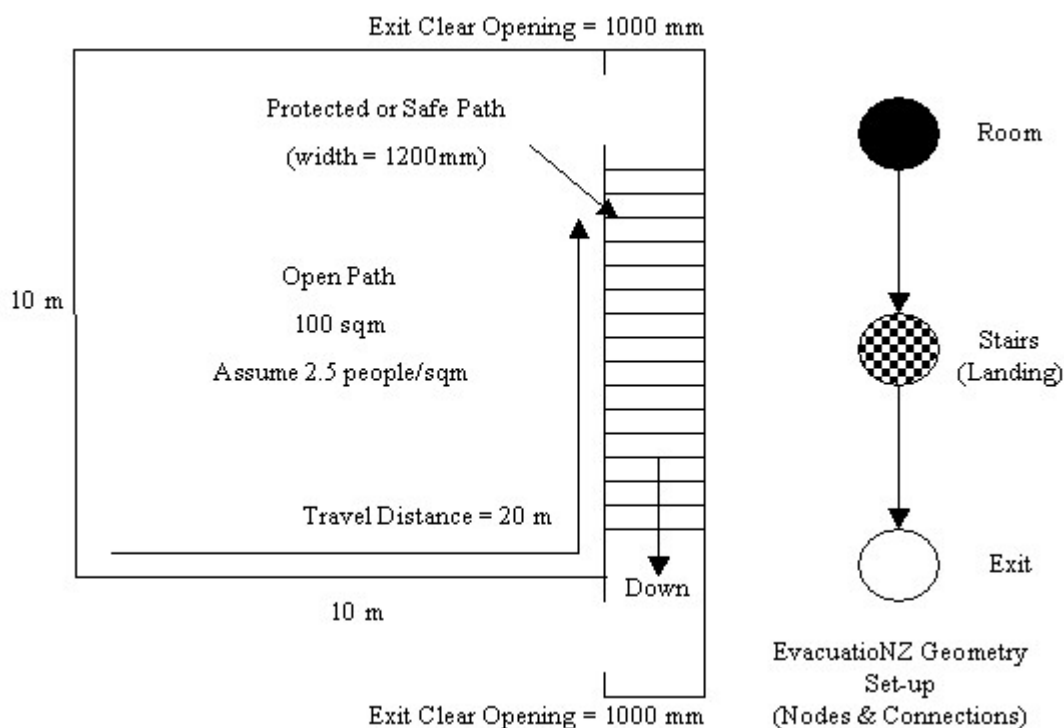 Exit Clear Opening = 1000 mm
Protected or Safe Path
(width = 1200mm)
Room
10 m
Open Path
100 sqm
Assume 2.5 people/sqm
Stairs
(Landing)
Travel Distance = 20 m
Exit
Down
10 m
EvacuatioNZ Geometry
Set-up
(Nodes & Connections)
Exit Clear Opening = 1000 mm